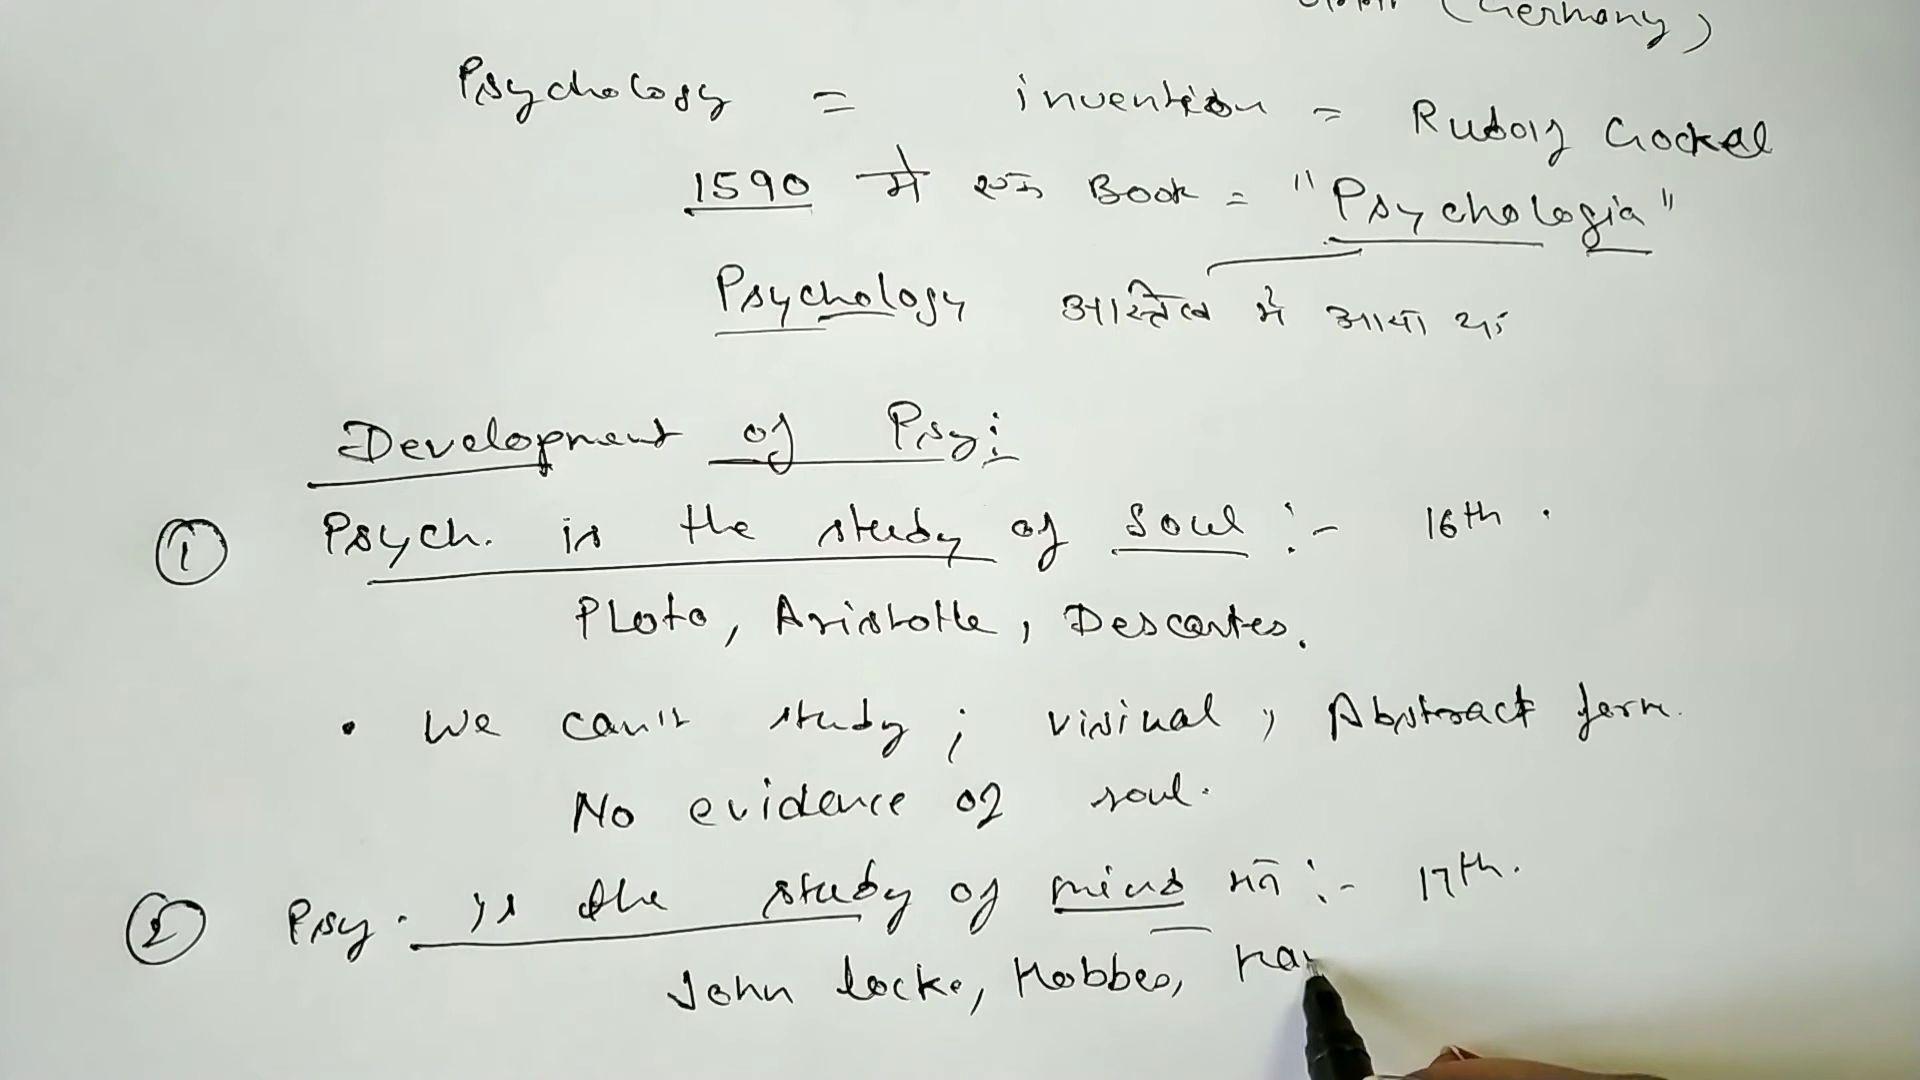 (Germany)
Psychology = invention = Rudolf Gockel
1590 मे एक Book = "Psychologia"
Psychology अस्तित्व में आया था
Development of Psy:
① Psych. is the study of soul :- 16th.
Plato, Aristotle, Descartes.
• We can't study ; visiual, Abstract form.
No evidence of soul.
② Psy. is the study of mind मन :- 17th.
John Locke, Hobbes,